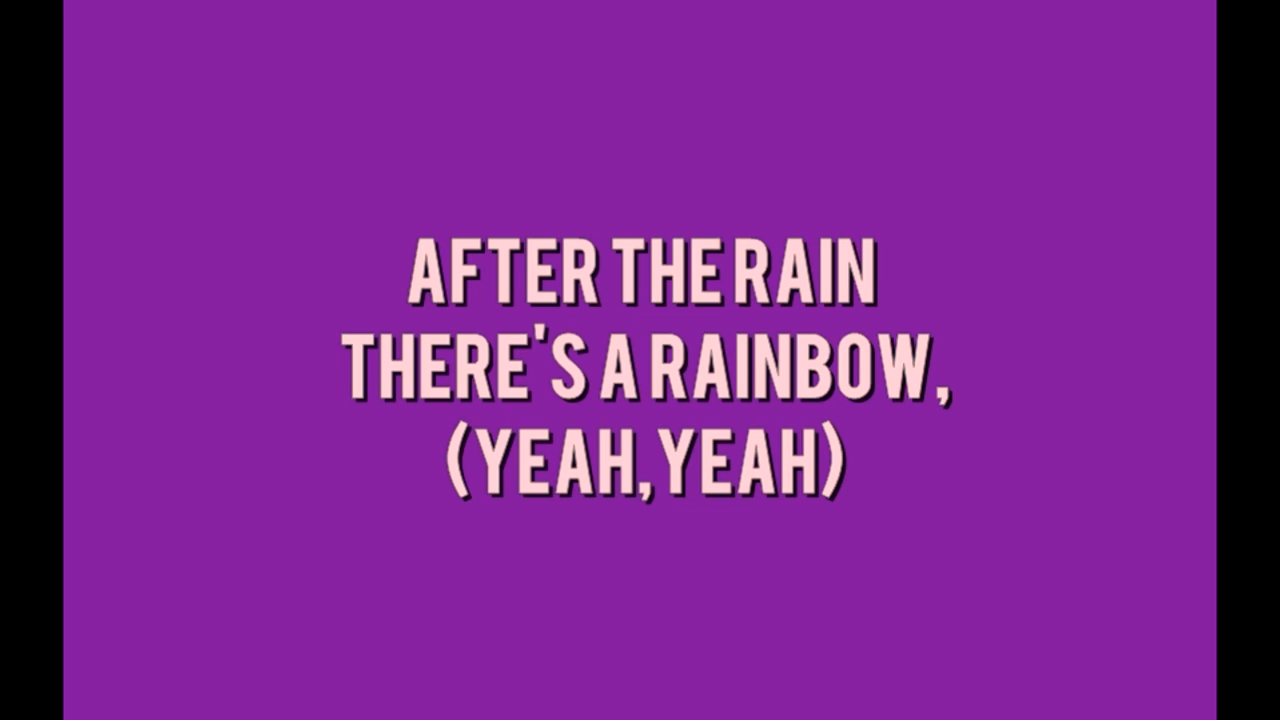 AFTER THE RAIN
THERE'S A RAINBOW,
(YEAH, YEAH)